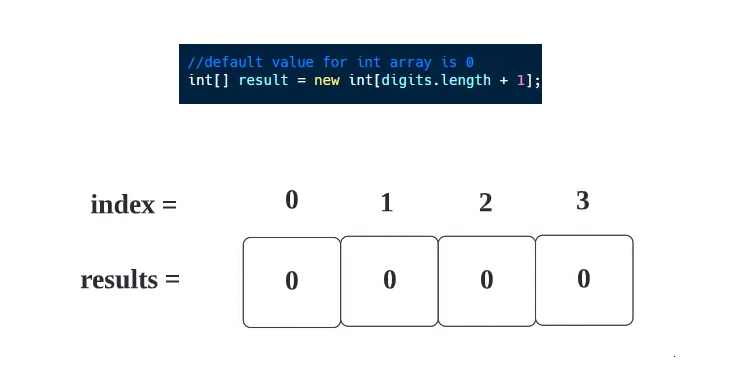 //default value for int array is 0
int[] result = new int[digits.length + 1];
index = 0 1 2 3
results = 0 0 0 0